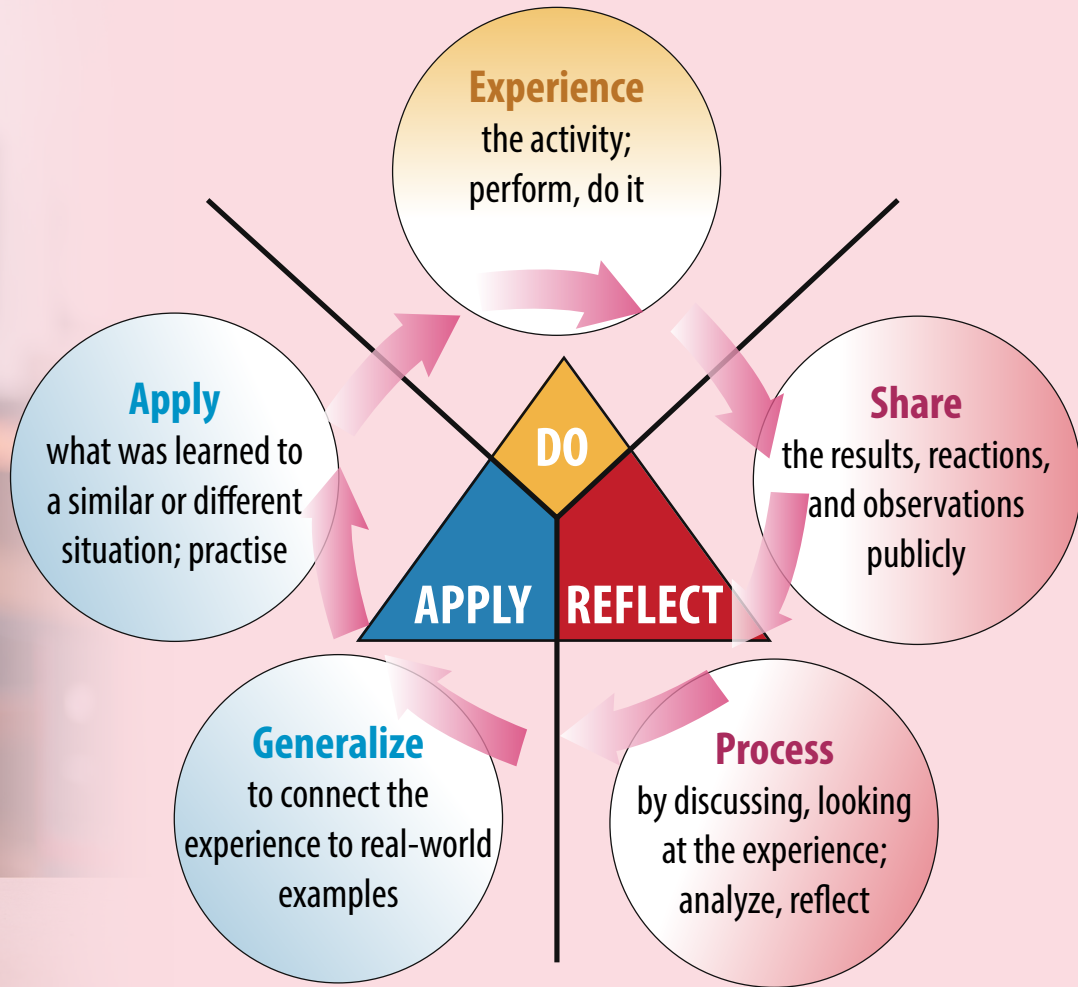 Experience
the activity;
perform, do it
Share
the results, reactions,
and observations
publicly
Process
by discussing, looking
at the experience;
analyze, reflect
Generalize
to connect the
experience to real-world
examples
Apply
what was learned to
a similar or different
situation; practise
DO
APPLY
REFLECT